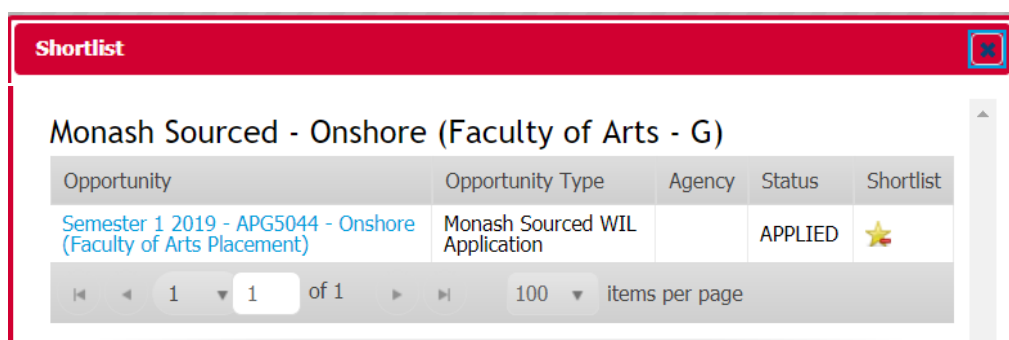 Shortlist
Monash Sourced - Onshore (Faculty of Arts - G)
Opportunity Opportunity Type Agency Status Shortlist
Semester 1 2019 - APG5044 - Onshore
(Faculty of Arts Placement)
Monash Sourced WIL
Application
APPLIED
1 1 of 1 100 items per page